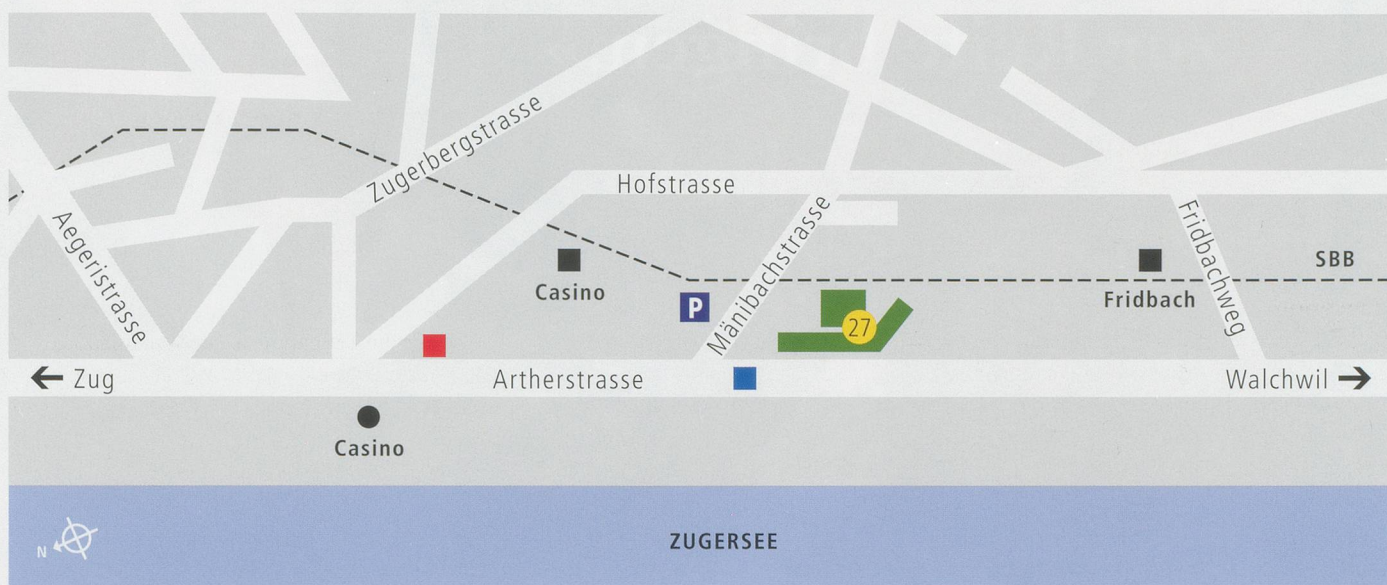 Zugerbergstrasse
Hofstrasse
Aegeristrasse
Mänibachstrasse
Fridbachweg
SBB
Casino
P
Fridbach
27
← Zug
Artherstrasse
Walchwil →
Casino
N
ZUGERSEE